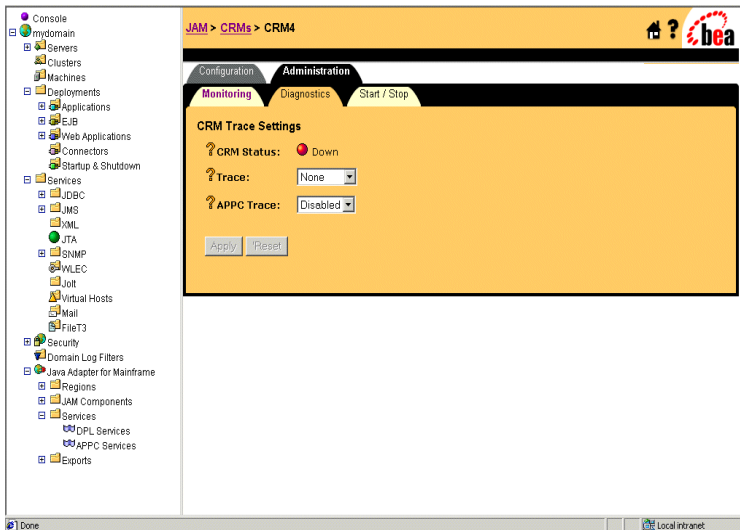 Console
mydomain
Servers
Clusters
Machines
Deployments
Applications
EJB
Web Applications
Connectors
Startup & Shutdown
Services
JDBC
JMS
XML
JTA
SNMP
WLEC
Jolt
Virtual Hosts
Mail
FileT3
Security
Domain Log Filters
Java Adapter for Mainframe
Regions
JAM Components
Services
DPL Services
APPC Services
Exports
JAM > CRMs > CRM4
? bea
Configuration Administration
Monitoring Diagnostics Start / Stop
CRM Trace Settings
? CRM Status: Down
? Trace: None
? APPC Trace: Disabled
Apply 'Reset
Done Local intranet